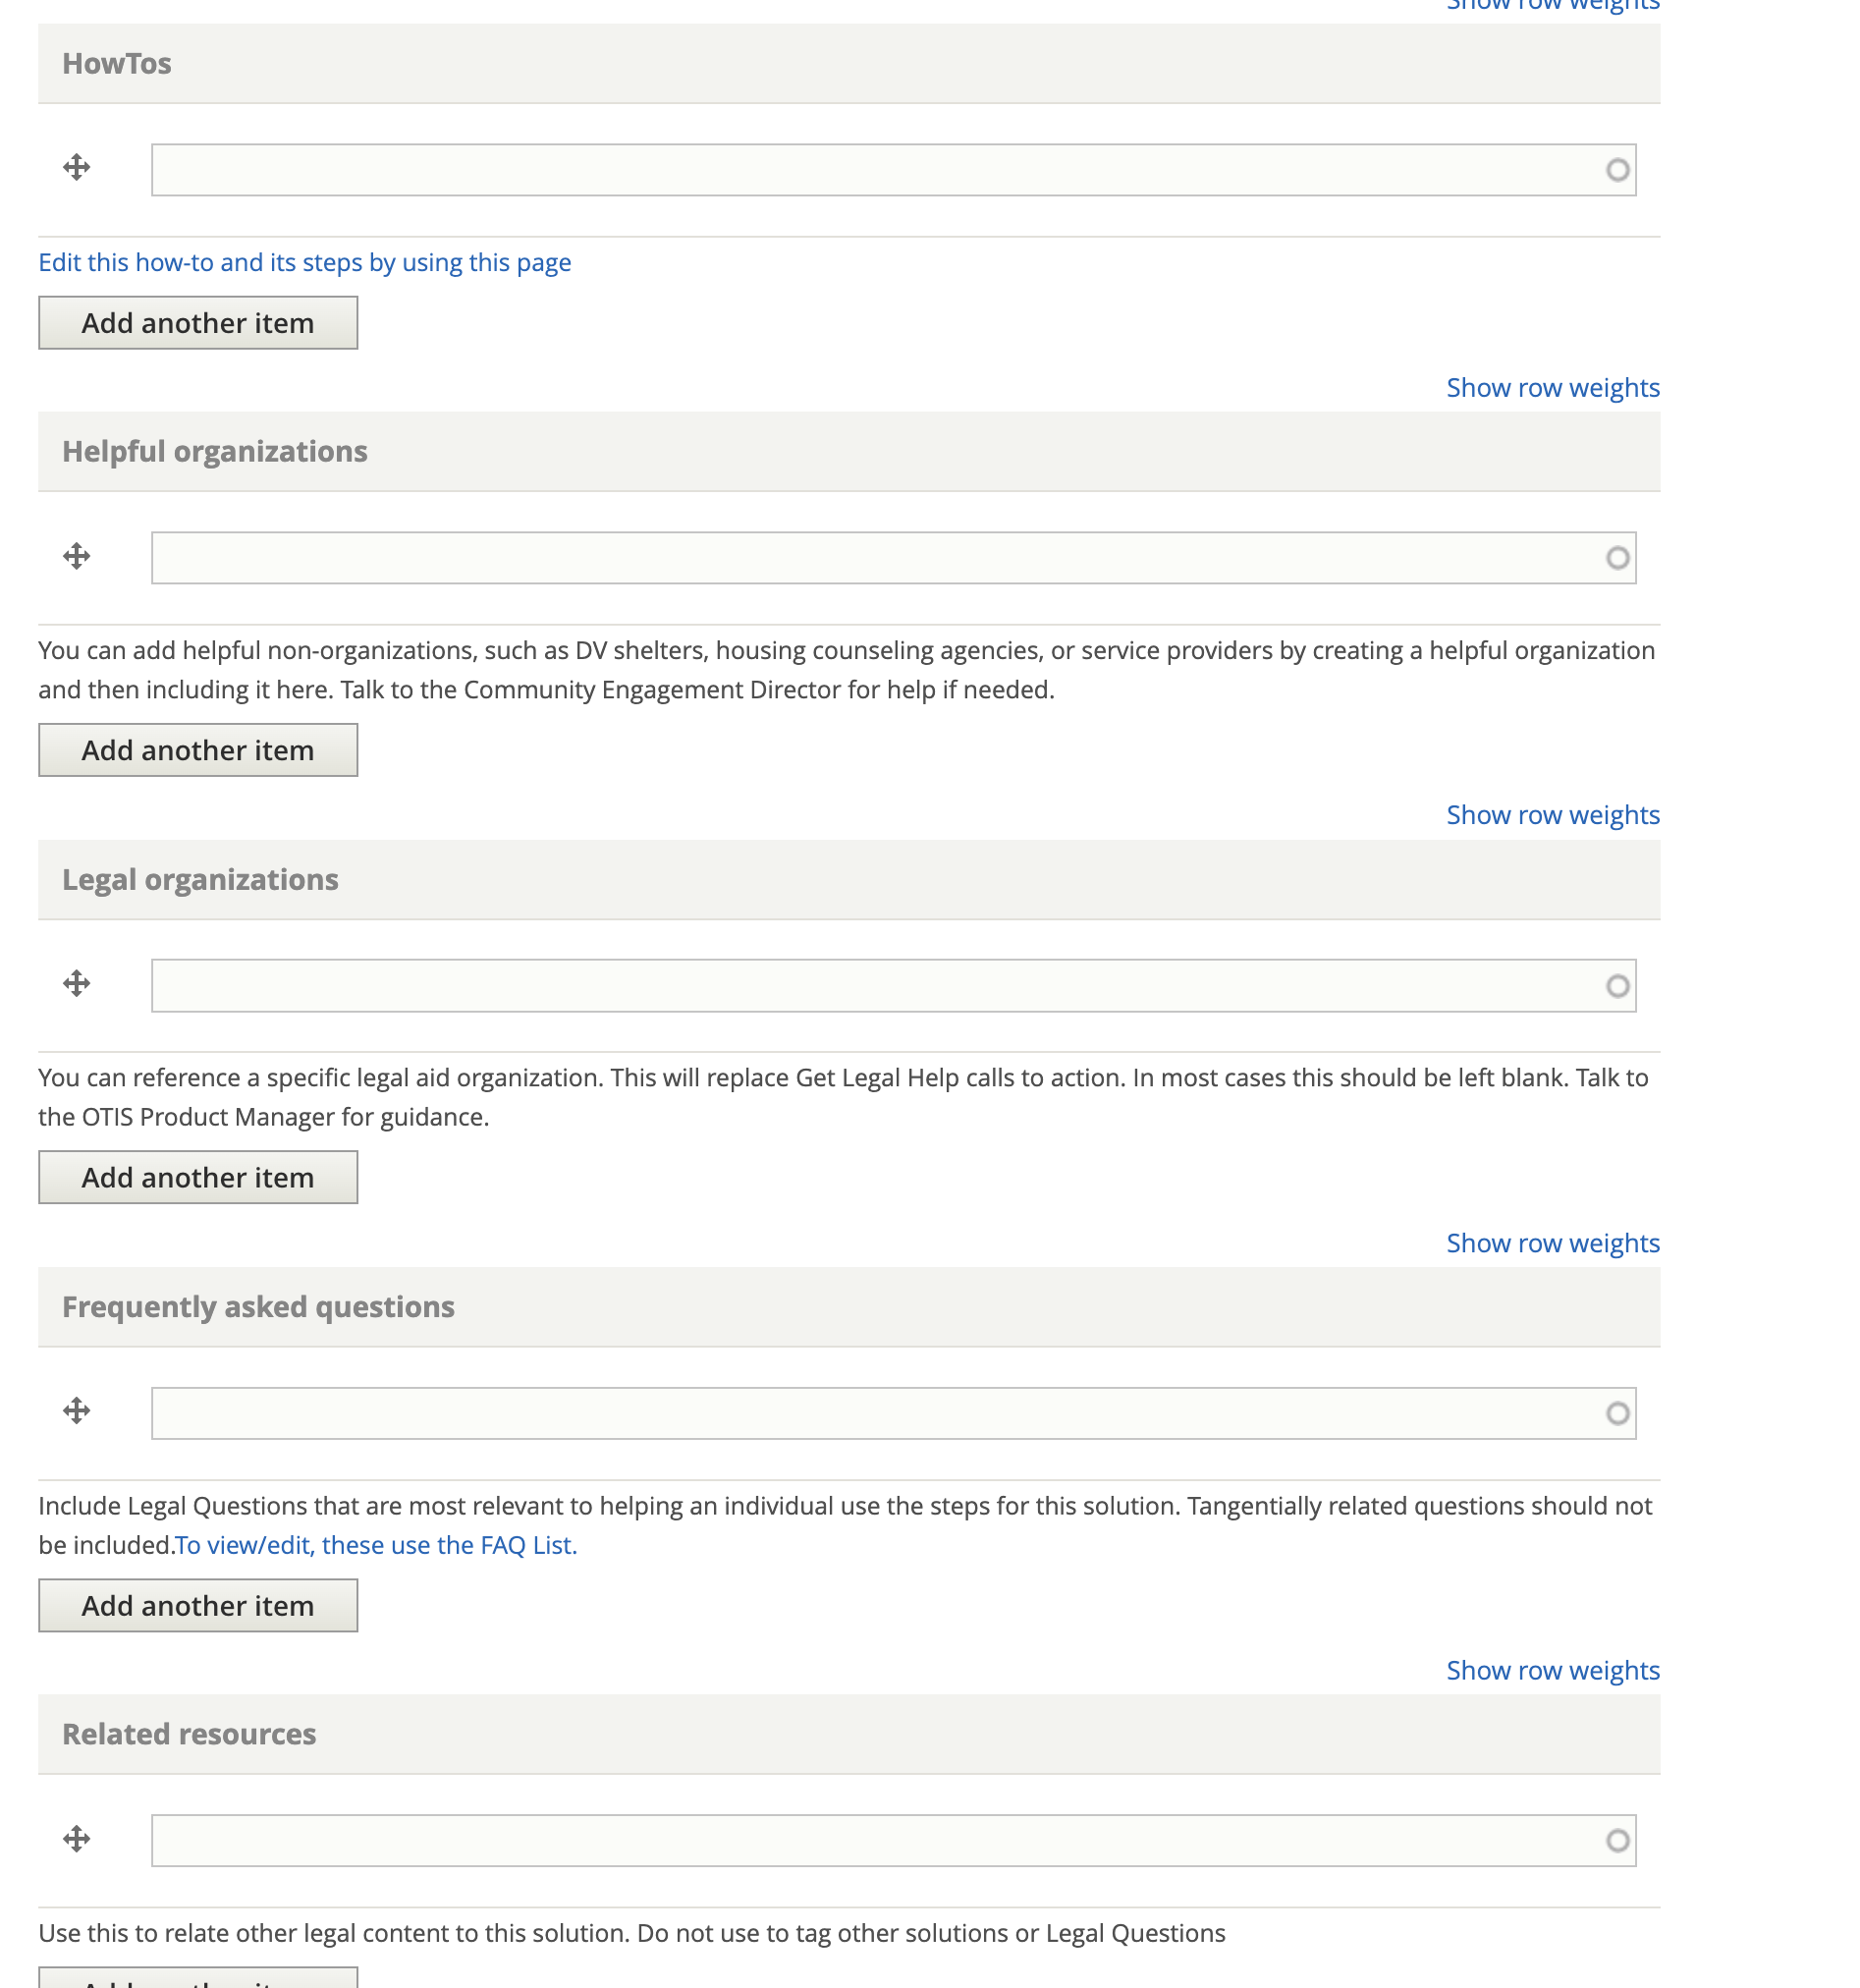 Show row weights
HowTos
Edit this how-to and its steps by using this page
Add another item
Show row weights
Helpful organizations
You can add helpful non-organizations, such as DV shelters, housing counseling agencies, or service providers by creating a helpful organization
and then including it here. Talk to the Community Engagement Director for help if needed.
Add another item
Show row weights
Legal organizations
You can reference a specific legal aid organization. This will replace Get Legal Help calls to action. In most cases this should be left blank. Talk to
the OTIS Product Manager for guidance.
Add another item
Show row weights
Frequently asked questions
Include Legal Questions that are most relevant to helping an individual use the steps for this solution. Tangentially related questions should not
be included.To view/edit, these use the FAQ List.
Add another item
Show row weights
Related resources
Use this to relate other legal content to this solution. Do not use to tag other solutions or Legal Questions
Add another item